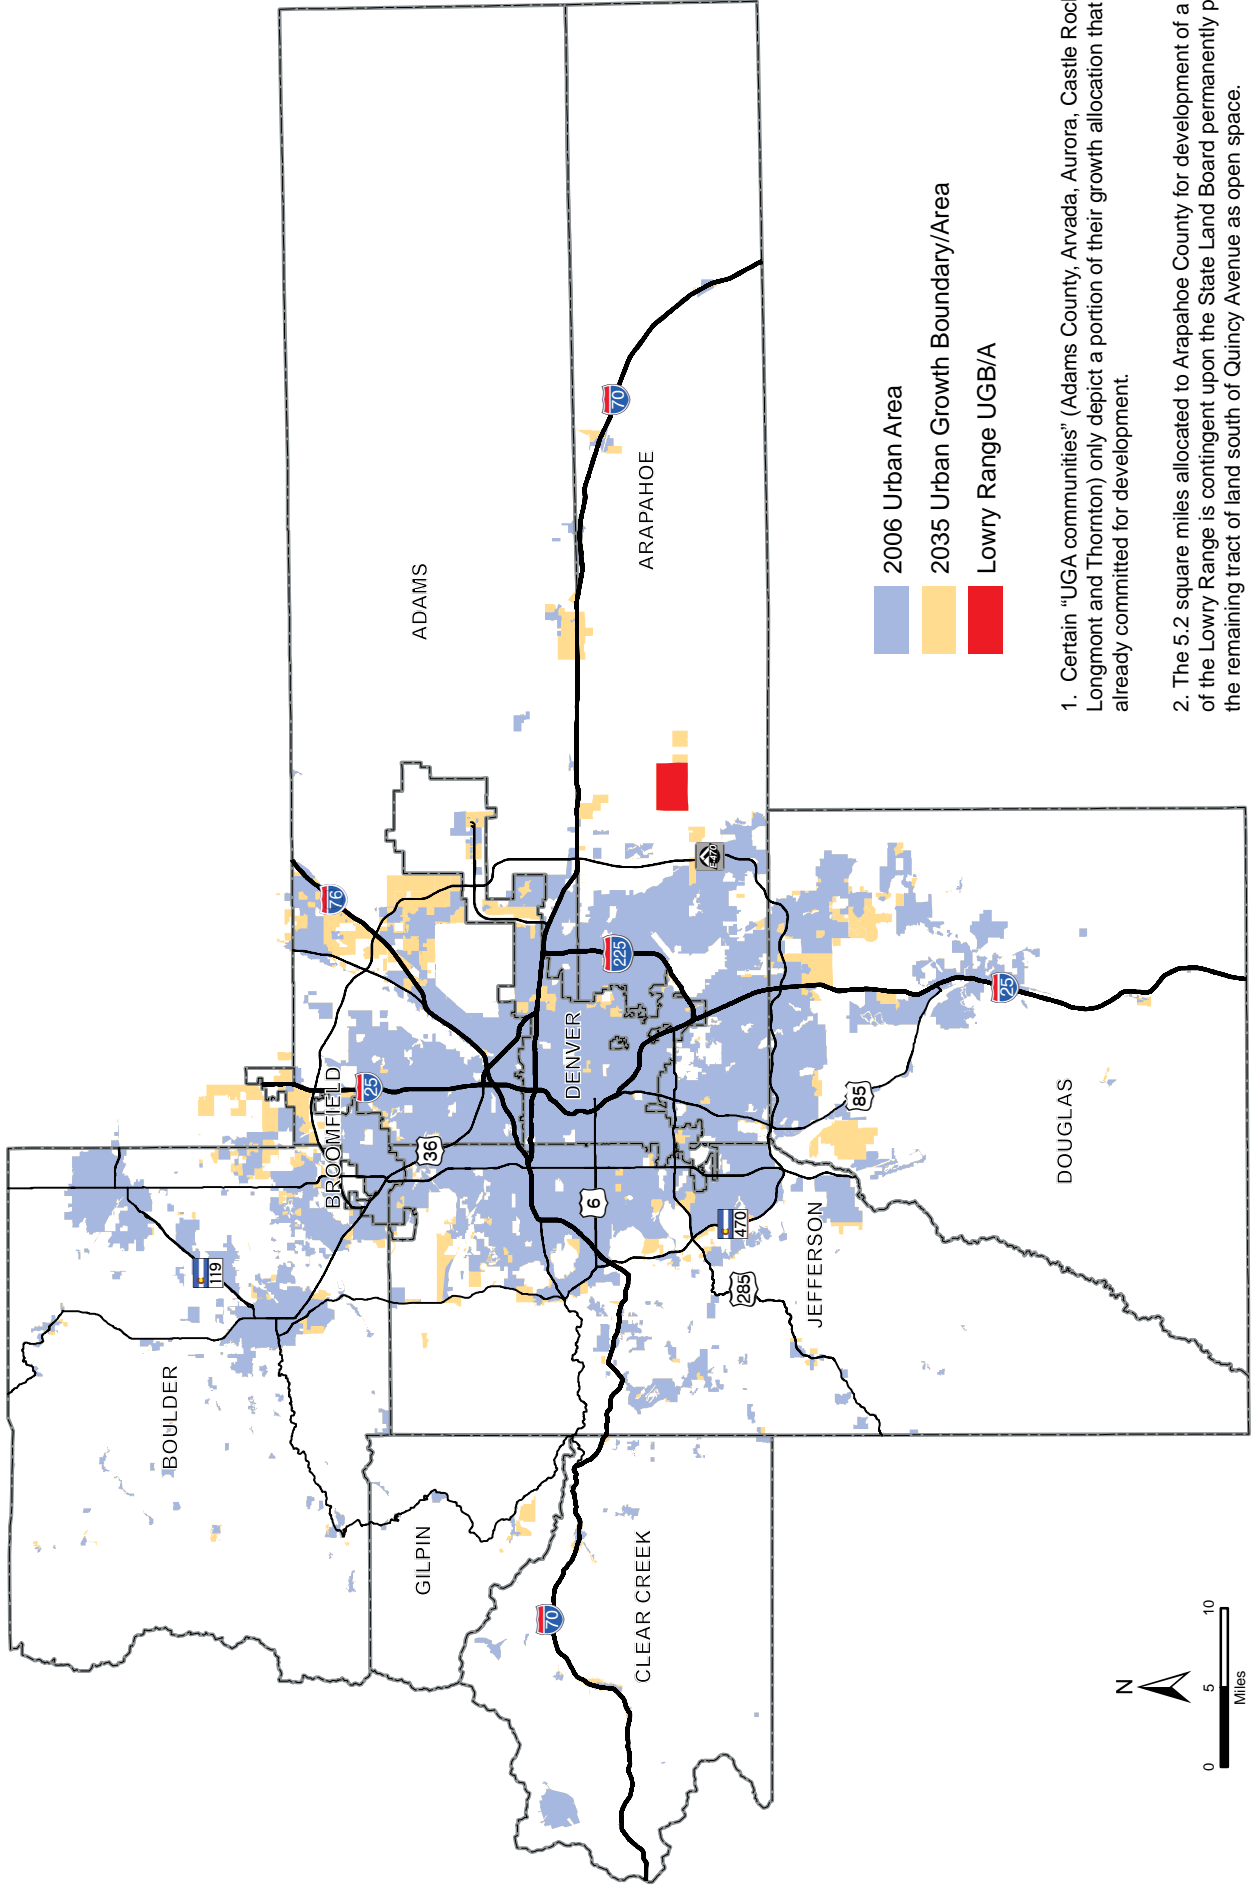 BOULDER
119
BROOMFIELD
36
25
76
ADAMS
GILPIN
CLEAR CREEK
70
6
DENVER
225
70
ARAPAHOE
E-470
470
285
JEFFERSON
85
25
DOUGLAS
2006 Urban Area
2035 Urban Growth Boundary/Area
Lowry Range UGB/A
1. Certain “UGA communities” (Adams County, Arvada, Aurora, Castle Roc
Longmont and Thornton) only depict a portion of their growth allocation that
already committed for development.
2. The 5.2 square miles allocated to Arapahoe County for development of a
of the Lowry Range is contingent upon the State Land Board permanently p
the remaining tract of land south of Quincy Avenue as open space.
N
0 5 10
Miles